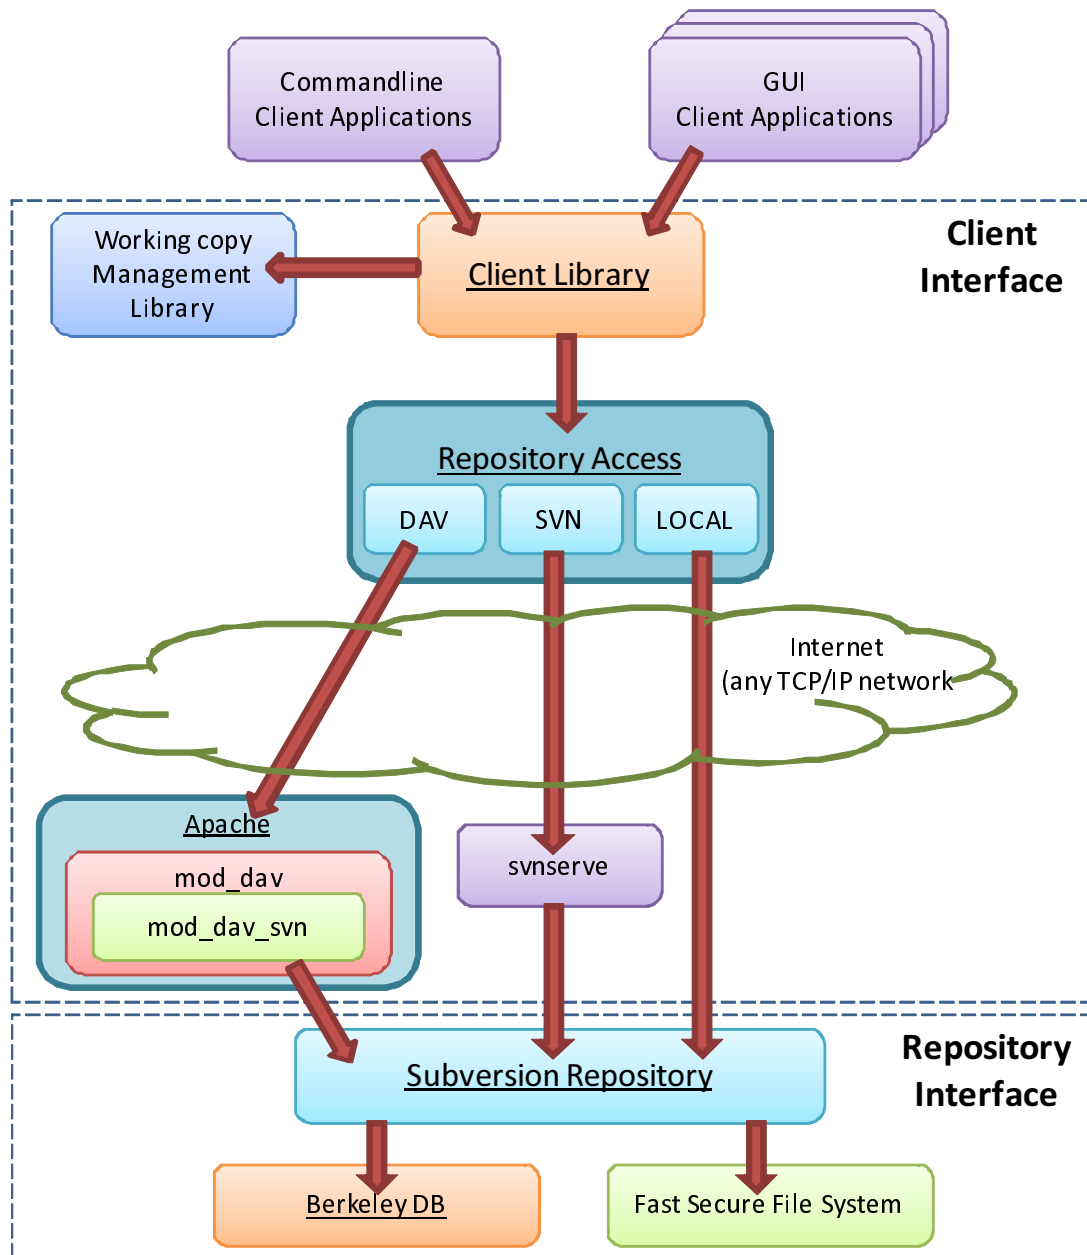 Commandline
Client Applications
GUI
Client Applications
Client
Interface
Working copy
Management
Library
Client Library
Repository Access
DAV
SVN
LOCAL
Internet
(any TCP/IP network
Apache
mod_dav
mod_dav_svn
svnserve
Repository
Interface
Subversion Repository
Berkeley DB
Fast Secure File System